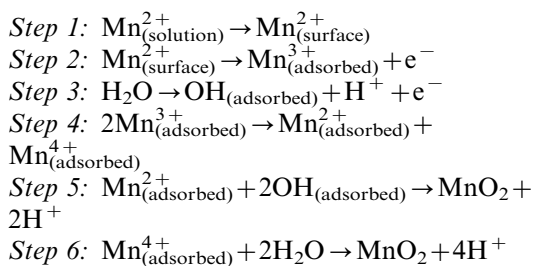 Step 1: Mn²⁺₍solution₎ → Mn²⁺₍surface₎
Step 2: Mn²⁺₍surface₎ → Mn³⁺₍adsorbed₎ + e⁻
Step 3: H₂O → OH₍adsorbed₎ + H⁺ + e⁻
Step 4: 2Mn³⁺₍adsorbed₎ → Mn²⁺₍adsorbed₎ +
Mn⁴⁺₍adsorbed₎
Step 5: Mn²⁺₍adsorbed₎ + 2OH₍adsorbed₎ → MnO₂ +
2H⁺
Step 6: Mn⁴⁺₍adsorbed₎ + 2H₂O → MnO₂ + 4H⁺